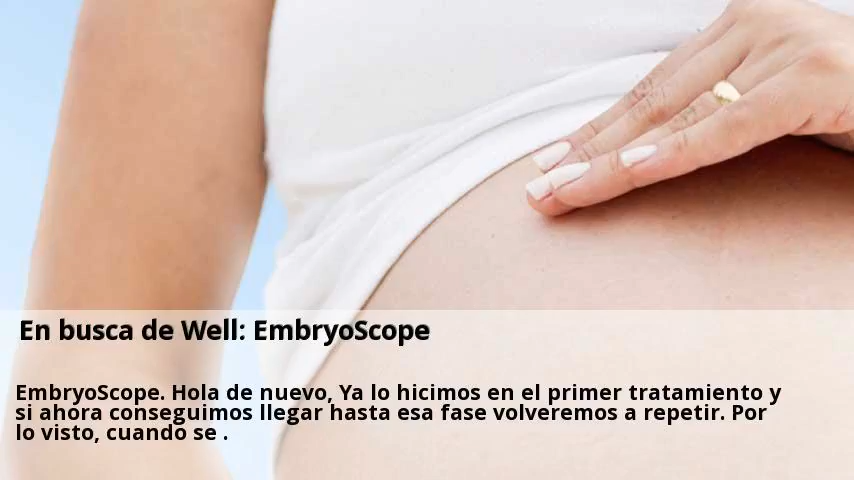 En busca de Well: EmbryoScope
EmbryoScope. Hola de nuevo, Ya lo hicimos en el primer tratamiento y
si ahora conseguimos llegar hasta esa fase volveremos a repetir. Por
lo visto, cuando se .